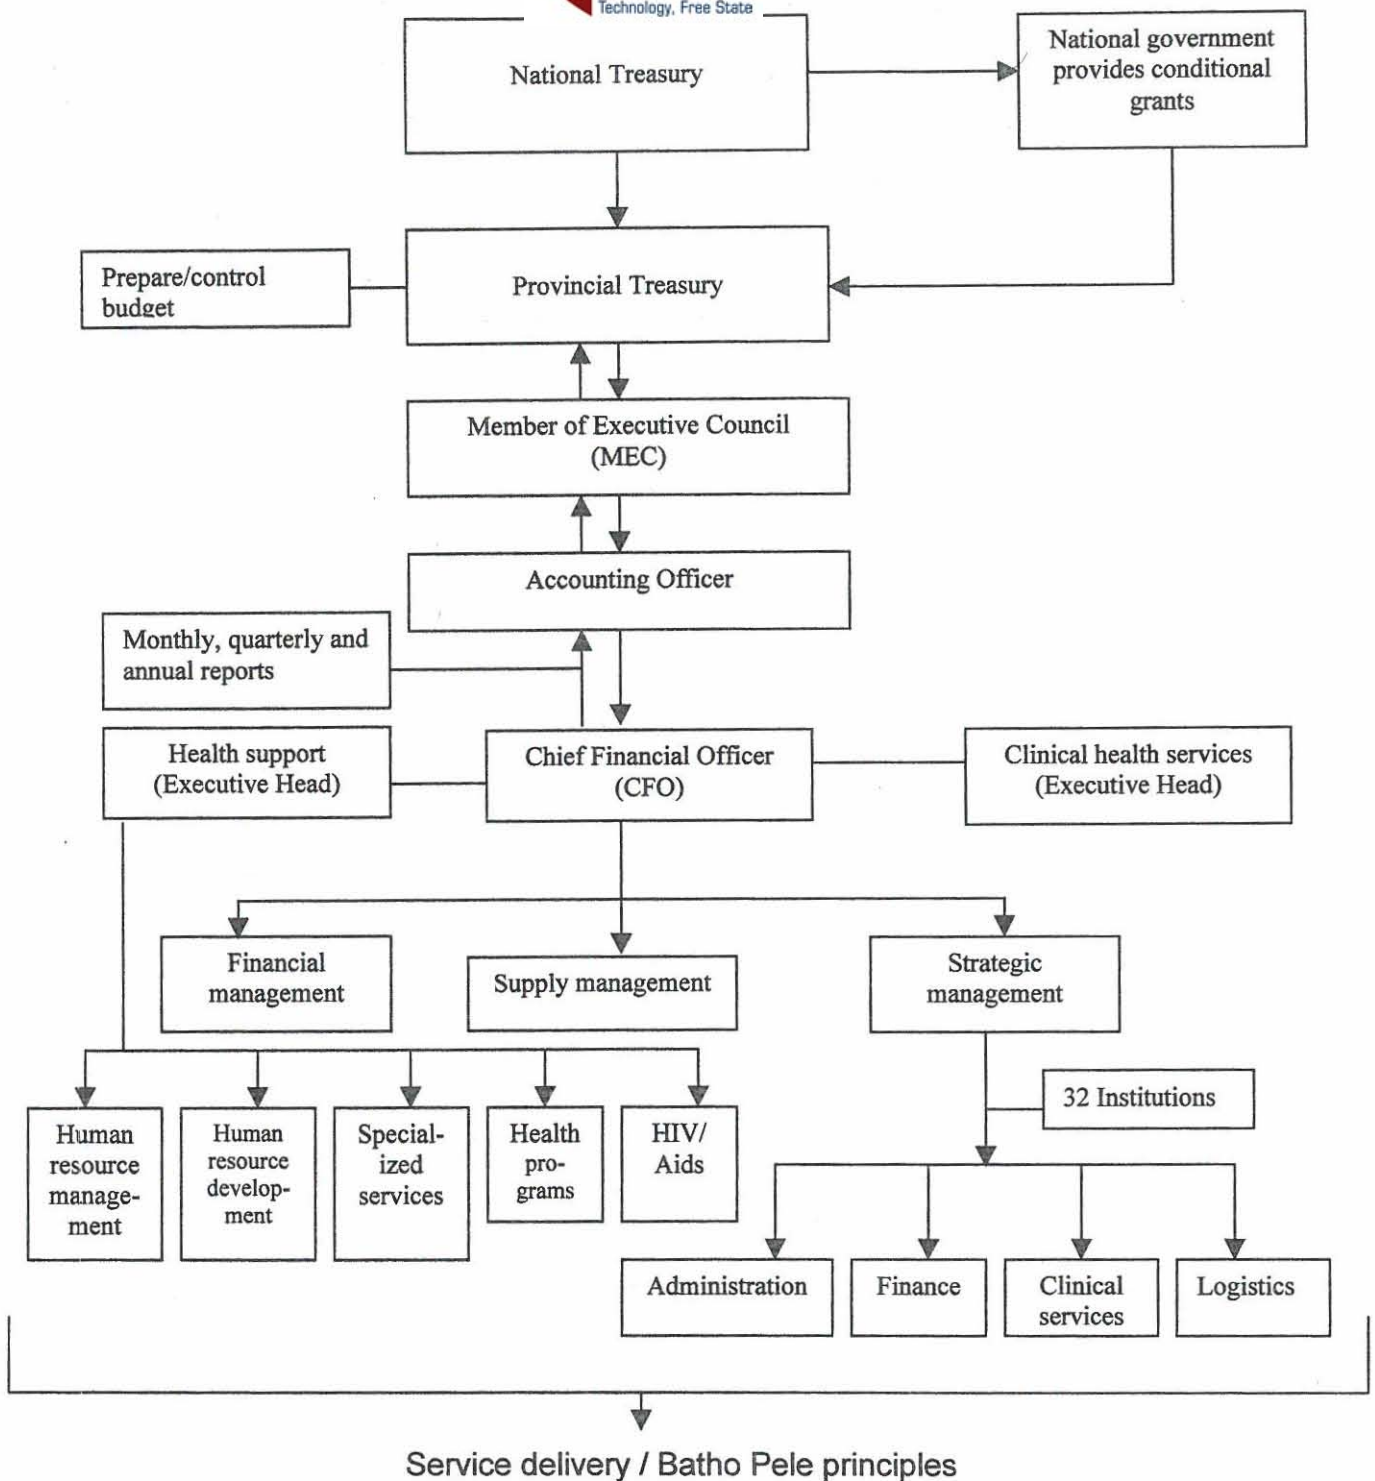 Technology, Free State
National Treasury
National government
provides conditional
grants
Prepare/control
budget
Provincial Treasury
Member of Executive Council
(MEC)
Accounting Officer
Monthly, quarterly and
annual reports
Health support
(Executive Head)
Chief Financial Officer
(CFO)
Clinical health services
(Executive Head)
Financial
management
Supply management
Strategic
management
32 Institutions
Human
resource
manage-
ment
Human
resource
develop-
ment
Special-
ized
services
Health
pro-
grams
HIV/
Aids
Administration
Finance
Clinical
services
Logistics
Service delivery / Batho Pele principles